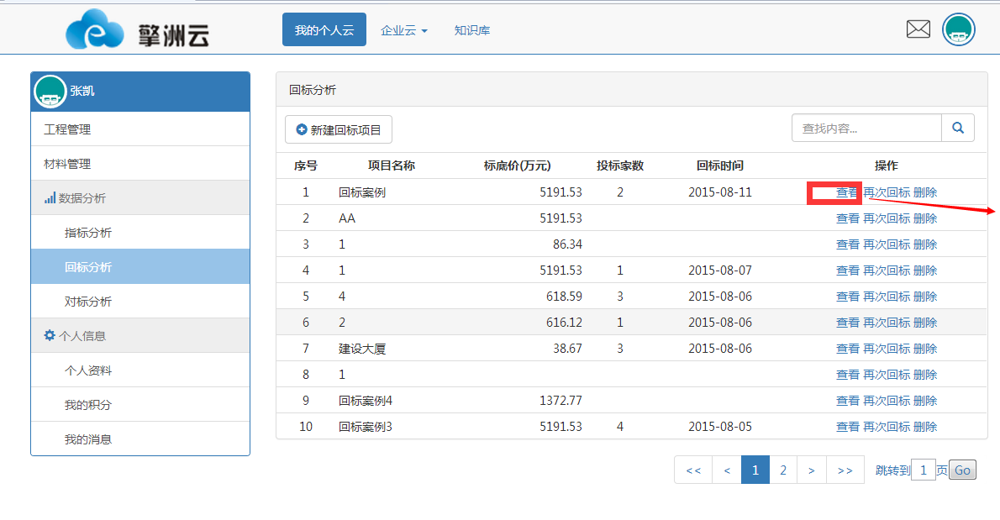 擎洲云 我的个人云 企业云 知识库
张凯
工程管理
材料管理
数据分析
指标分析
回标分析
对标分析
个人信息
个人资料
我的积分
我的消息
回标分析
新建回标项目 查找内容...
序号 项目名称 标底价(万元) 投标家数 回标时间 操作
1 回标案例 5191.53 2 2015-08-11 查看 再次回标 删除
2 AA 5191.53 查看 再次回标 删除
3 1 86.34 查看 再次回标 删除
4 1 5191.53 1 2015-08-07 查看 再次回标 删除
5 4 618.59 3 2015-08-06 查看 再次回标 删除
6 2 616.12 1 2015-08-06 查看 再次回标 删除
7 建设大厦 38.67 3 2015-08-06 查看 再次回标 删除
8 1 查看 再次回标 删除
9 回标案例4 1372.77 查看 再次回标 删除
10 回标案例3 5191.53 4 2015-08-05 查看 再次回标 删除
<< < 1 2 > >> 跳转到 1 页 Go